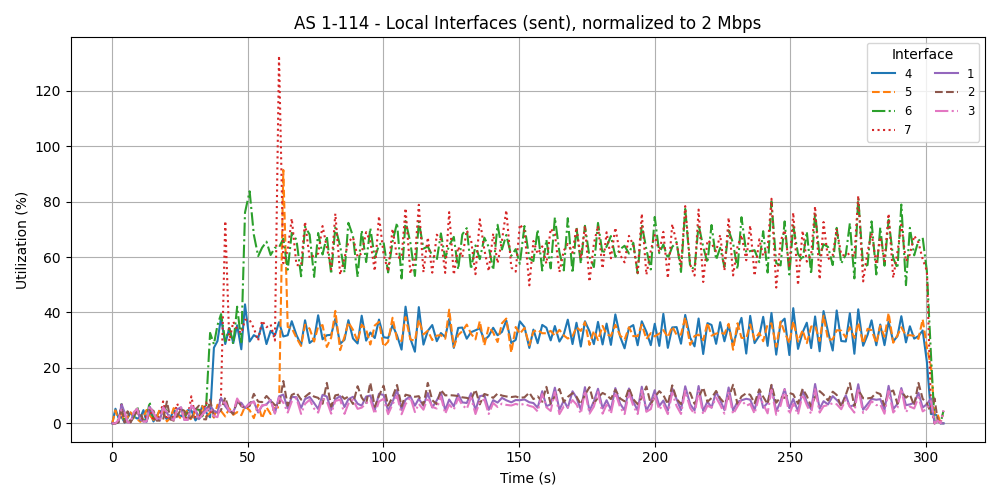 AS 1-114 - Local Interfaces (sent), normalized to 2 Mbps
Interface
4 1
5 2
6 3
7
Utilization (%)
120
100
80
60
40
20
0
0 50 100 150 200 250 300
Time (s)